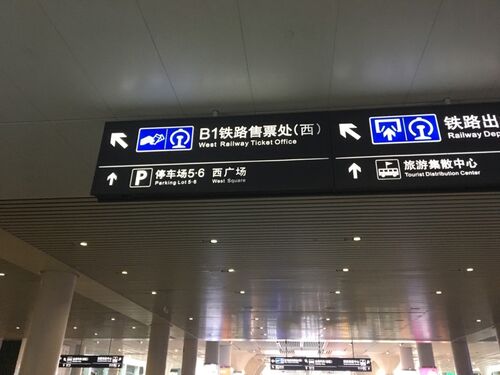 B1铁路售票处(西)
West Railway Ticket Office
P 停车场5·6 西广场
Parking Lot 5·6 West Square
铁路出
Railway Dep
旅游集散中心
Tourist Distribution Center